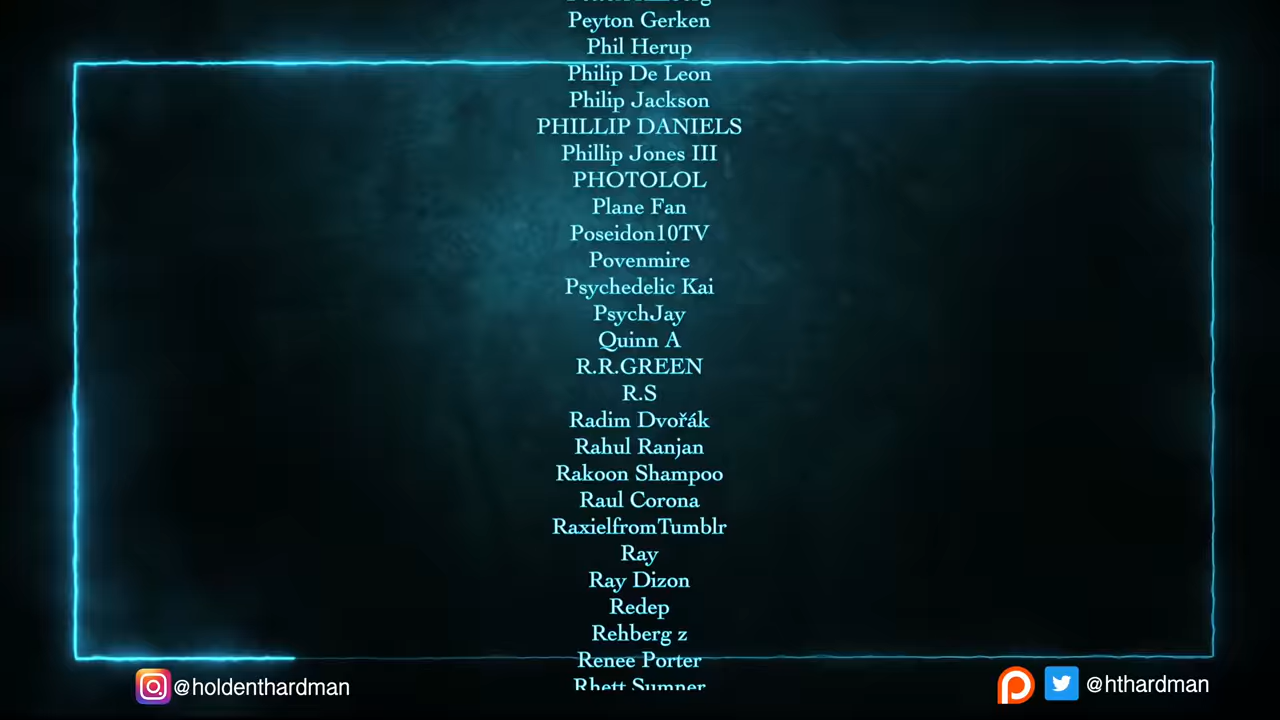 Peyton Gerken
Phil Herup
Philip De Leon
Philip Jackson
PHILLIP DANIELS
Phillip Jones III
PHOTOLOL
Plane Fan
Poseidon10TV
Povenmire
Psychedelic Kai
PsychJay
Quinn A
R.R.GREEN
R.S
Radim Dvořák
Rahul Ranjan
Rakoon Shampoo
Raul Corona
RaxielfromTumblr
Ray
Ray Dizon
Redep
Rehberg z
Renee Porter
Rhett Sumner
@holdenthardman
@hthardman